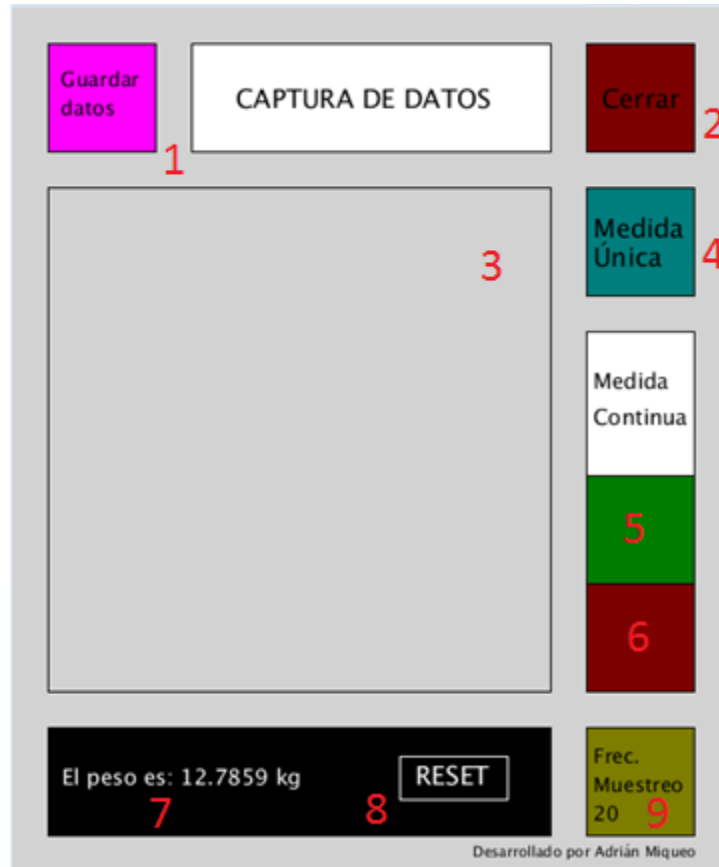 Guardar
datos
1
CAPTURA DE DATOS
Cerrar
2
3
Medida
Única
4
Medida
Continua
5
6
El peso es: 12.7859 kg
7
8
RESET
Frec.
Muestreo
20
9
Desarrollado por Adrián Miqueo